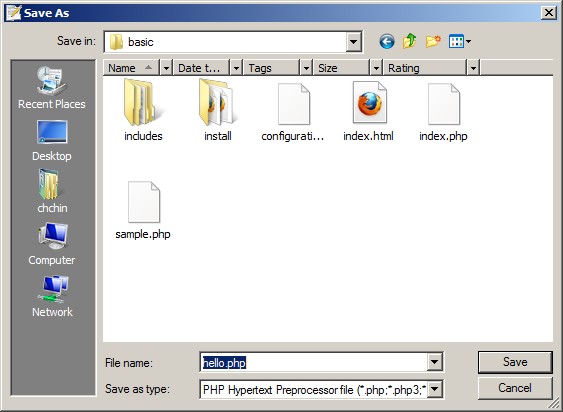 Save As
Save in: basic
Name Date t... Tags Size Rating
Recent Places
Desktop
chchin
Computer
Network
includes install configurati... index.html index.php
sample.php
File name: hello.php Save
Save as type: PHP Hypertext Preprocessor file (*.php;*.php3;* Cancel